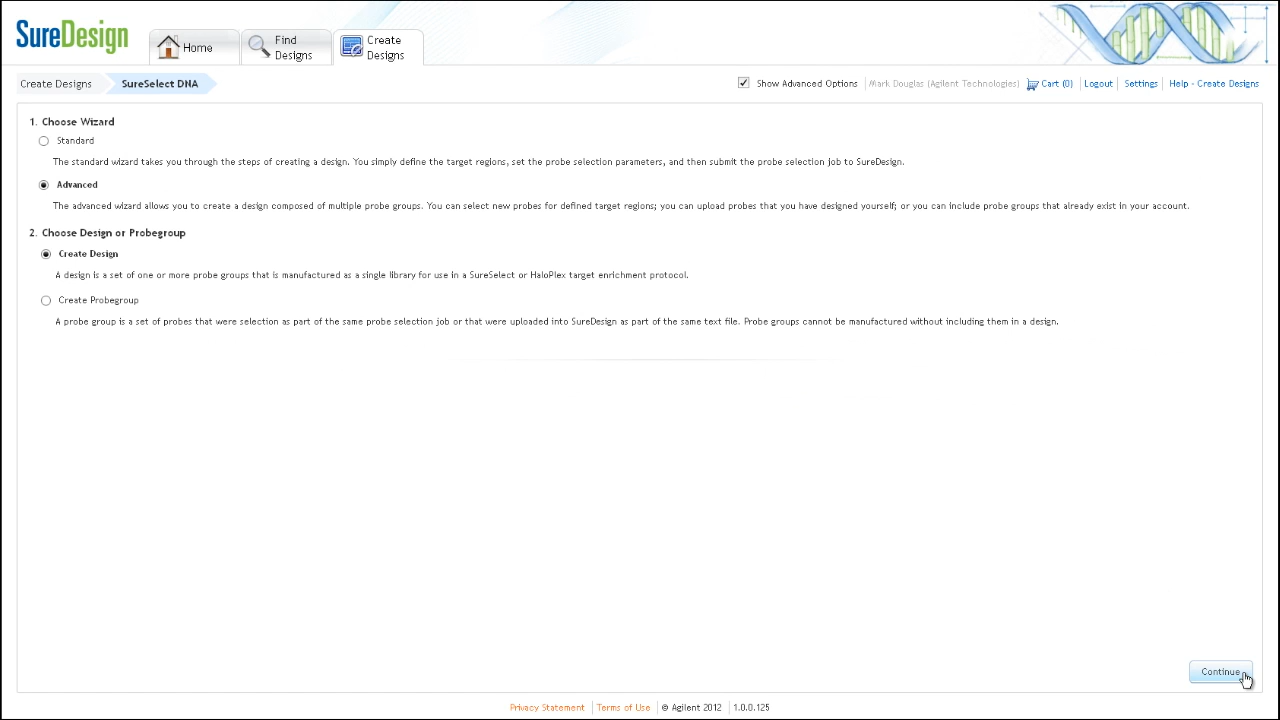 SureDesign
Home
Find Designs
Create Designs
Create Designs
SureSelect DNA
Show Advanced Options
Mark Douglas (Agilent Technologies)
Cart (0)
Logout
Settings
Help - Create Designs
1. Choose Wizard
Standard
The standard wizard takes you through the steps of creating a design. You simply define the target regions, set the probe selection parameters, and then submit the probe selection job to SureDesign.
Advanced
The advanced wizard allows you to create a design composed of multiple probe groups. You can select new probes for defined target regions; you can upload probes that you have designed yourself; or you can include probe groups that already exist in your account.
2. Choose Design or Probegroup
Create Design
A design is a set of one or more probe groups that is manufactured as a single library for use in a SureSelect or HaloPlex target enrichment protocol.
Create Probegroup
A probe group is a set of probes that were selection as part of the same probe selection job or that were uploaded into SureDesign as part of the same text file. Probe groups cannot be manufactured without including them in a design.
Continue
Privacy Statement
Terms of Use
© Agilent 2012
1.0.0.125